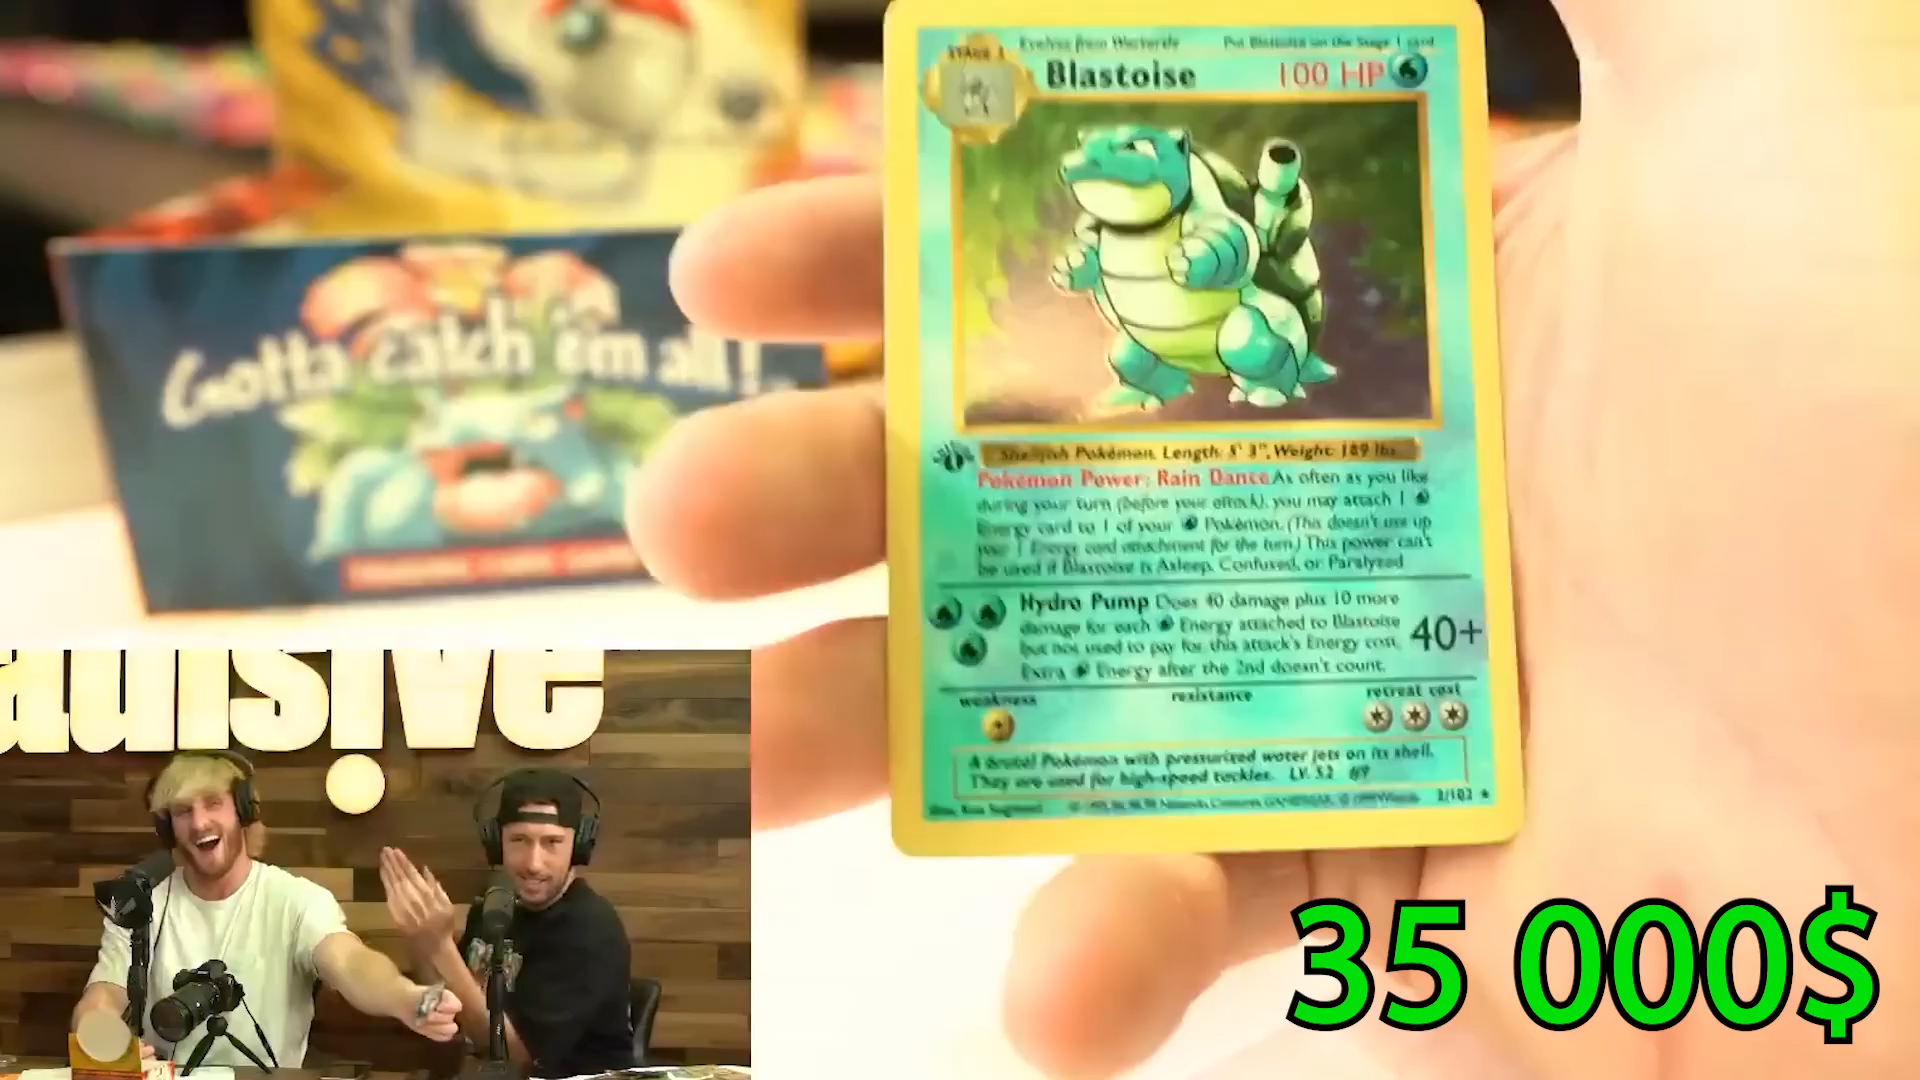 STAGE 2
Evolves from Wartortle
Put Blastoise on the Stage 1 card
Blastoise
100 HP
Gotta catch 'em all!
Shellfish Pokémon. Length: 5' 3", Weight: 189 lbs.
Pokémon Power: Rain Dance As often as you like
during your turn (before your attack), you may attach 1
Energy card to 1 of your Pokémon. (This doesn't use up
your 1 Energy card attachment for the turn.) This power can't
be used if Blastoise is Asleep, Confused, or Paralyzed.
Hydro Pump Does 40 damage plus 10 more
damage for each Energy attached to Blastoise
but not used to pay for this attack's Energy cost.
Extra Energy after the 2nd doesn't count.
40+
weakness
resistance
retreat cost
A brutal Pokémon with pressurized water jets on its shell.
They are used for high-speed tackles. LV. 52 #9
2/102
aulsive
35 000$